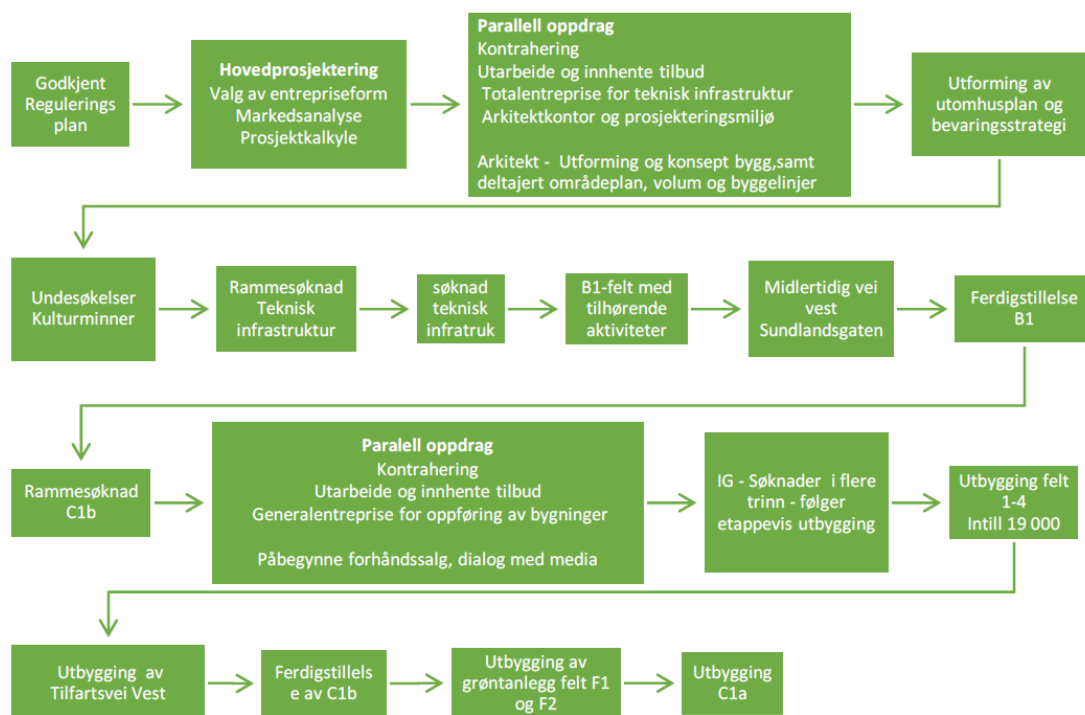 Godkjent
Regulerings
plan
Hovedprosjektering
Valg av entrepriseform
Markedsanalyse
Prosjektkalkyle
Parallell oppdrag
Kontrahering
Utarbeide og innhente tilbud
Totalentreprise for teknisk infrastruktur
Arkitektkontor og prosjekteringsmiljø
Arkitekt - Utforming og konsept bygg,samt
deltajert områdeplan, volum og byggelinjer
Utforming av
utomhusplan og
bevaringsstrategi
Undesøkelser
Kulturminner
Rammesøknad
Teknisk
infrastruktur
søknad
teknisk
infratruk
B1-felt med
tilhørende
aktiviteter
Midlertidig vei
vest
Sundlandsgaten
Ferdigstillelse
B1
Rammesøknad
C1b
Paralell oppdrag
Kontrahering
Utarbeide og innhente tilbud
Generalentreprise for oppføring av bygninger
Påbegynne forhåndssalg, dialog med media
IG - Søknader i flere
trinn - følger
etappevis utbygging
Utbygging felt
1-4
Intill 19 000
Utbygging av
Tilfartsvei Vest
Ferdigstillels
e av C1b
Utbygging av
grøntanlegg felt F1
og F2
Utbygging
C1a